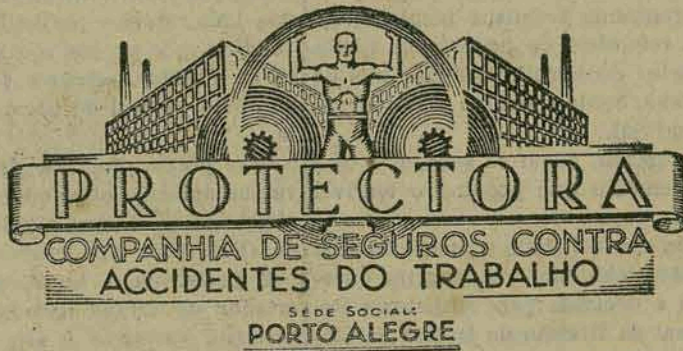 PROTECTORA
COMPANHIA DE SEGUROS CONTRA
ACCIDENTES DO TRABALHO
SÉDE SOCIAL:
PORTO ALEGRE